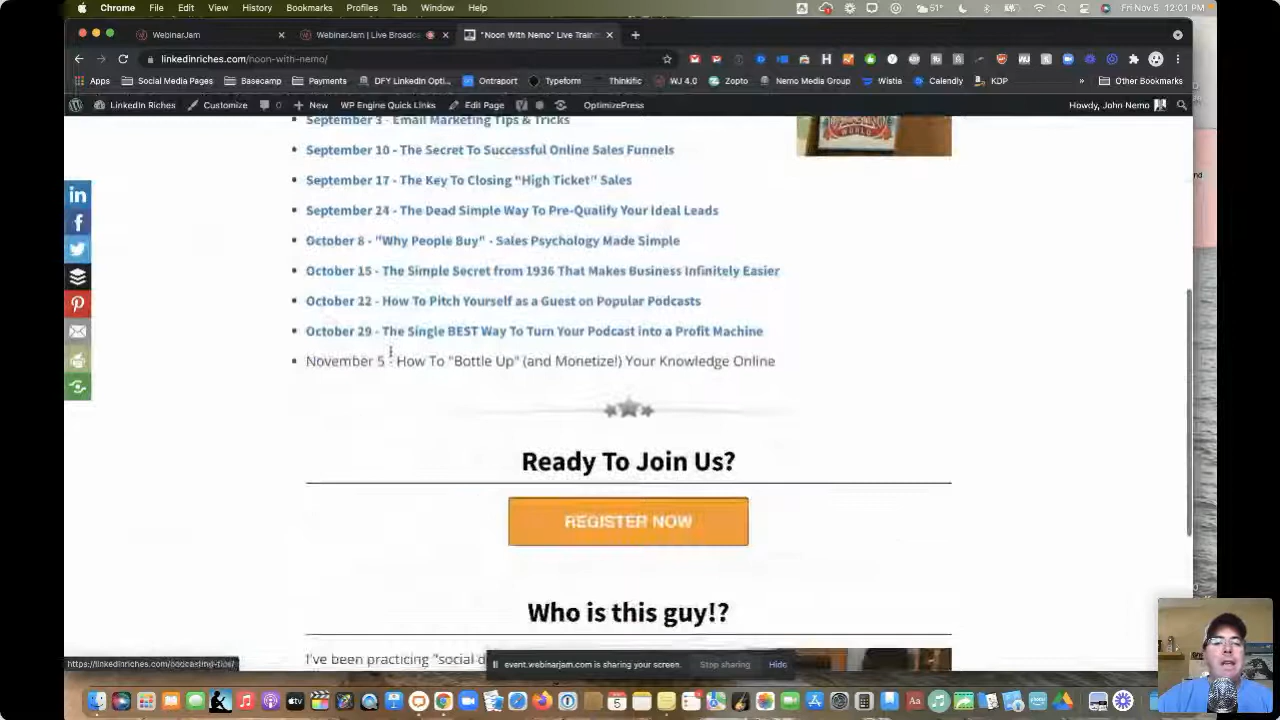 Chrome File Edit View History Bookmarks Profiles Tab Window Help
51° Fri Nov 5 12:01 PM
WebinarJam
WebinarJam | Live Broadc
"Noon With Nemo" Live Traini
linkedinriches.com/noon-with-nemo/
Apps Social Media Pages Basecamp Payments DFY LinkedIn Opti... Ontraport Typeform Thinkific WJ 4.0 Zopto Nemo Media Group Wistia Calendly KDP » Other Bookmarks
LinkedIn Riches Customize 0 New WP Engine Quick Links Edit Page OptimizePress Howdy, John Nemo
September 3 - Email Marketing Tips & Tricks
WORLD
September 10 - The Secret To Successful Online Sales Funnels
September 17 - The Key To Closing "High Ticket" Sales
September 24 - The Dead Simple Way To Pre-Qualify Your Ideal Leads
October 8 - "Why People Buy" - Sales Psychology Made Simple
October 15 - The Simple Secret from 1936 That Makes Business Infinitely Easier
October 22 - How To Pitch Yourself as a Guest on Popular Podcasts
October 29 - The Single BEST Way To Turn Your Podcast into a Profit Machine
November 5 - How To "Bottle Up" (and Monetize!) Your Knowledge Online
Ready To Join Us?
REGISTER NOW
Who is this guy!?
I've been practicing "social
event.webinarjam.com is sharing your screen. Stop sharing Hide
https://linkedinriches.com/podcasting-tips/